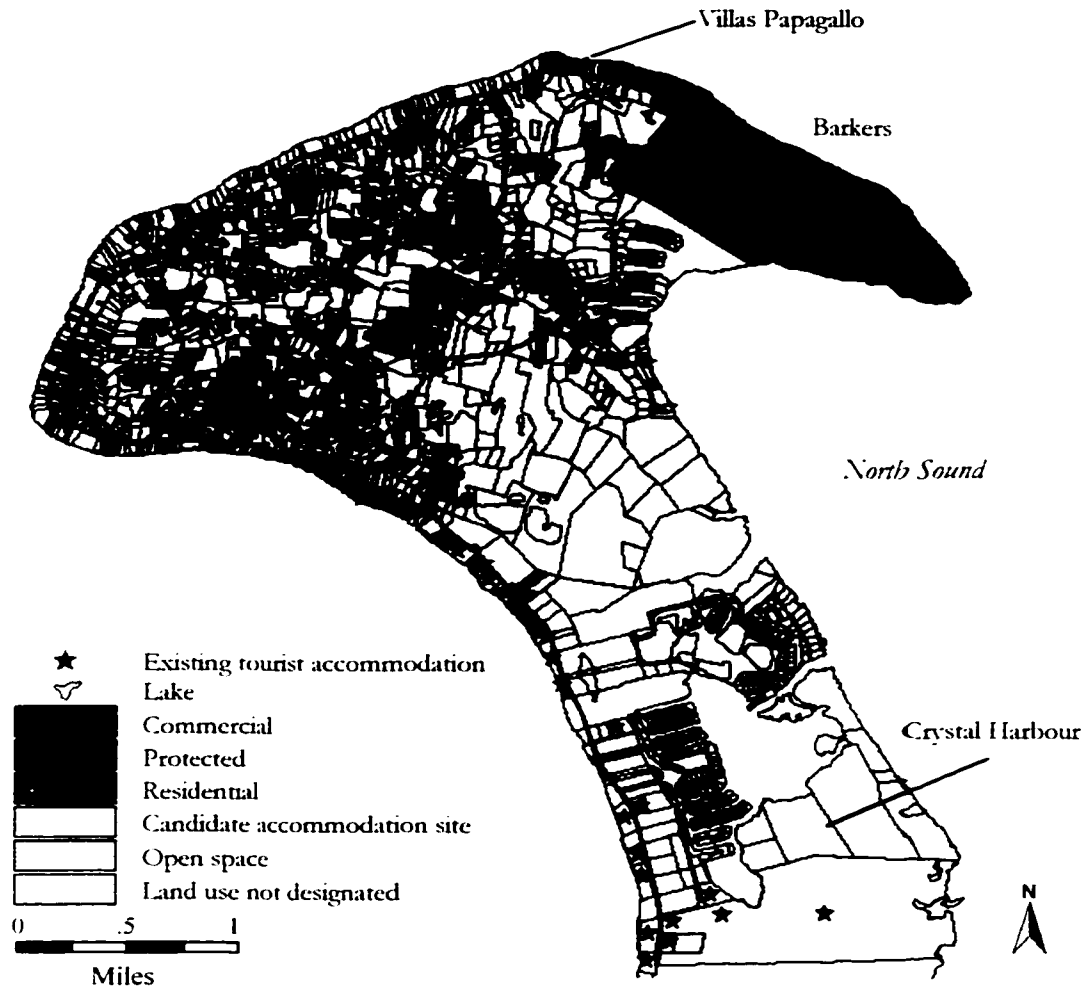 Villas Papagallo
Barkers
North Sound
Existing tourist accommodation
Lake
Commercial
Protected
Residential
Candidate accommodation site
Open space
Land use not designated
Crystal Harbour
0 .5 1
Miles
N